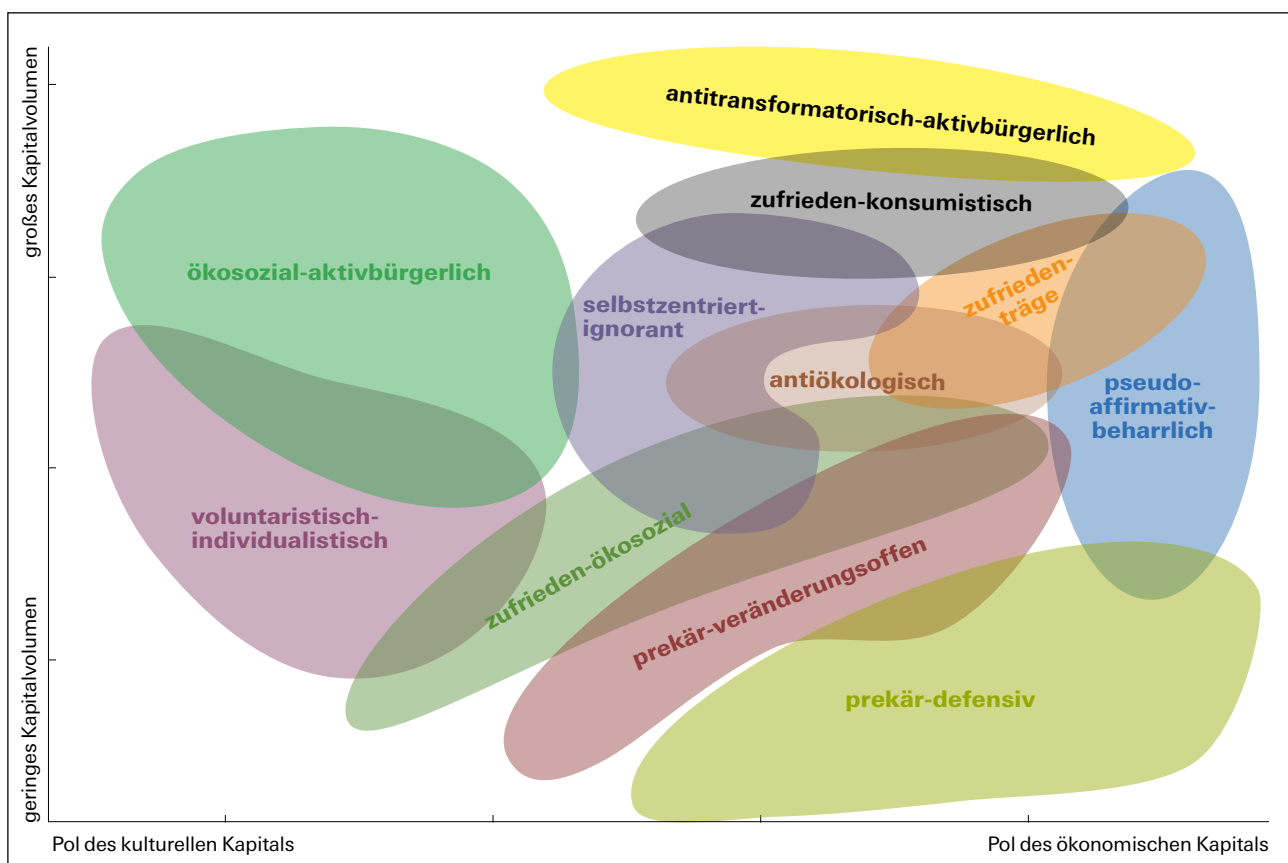 großes Kapitalvolumen
geringes Kapitalvolumen
antitransformatorisch-aktivbürgerlich
zufrieden-konsumistisch
ökosozial-aktivbürgerlich
selbstzentriert-
ignorant
zufrieden-
träge
antiökologisch
pseudo-
affirmativ-
beharrlich
voluntaristisch-
individualistisch
zufrieden-ökosozial
prekär-veränderungsoffen
prekär-defensiv
Pol des kulturellen Kapitals
Pol des ökonomischen Kapitals